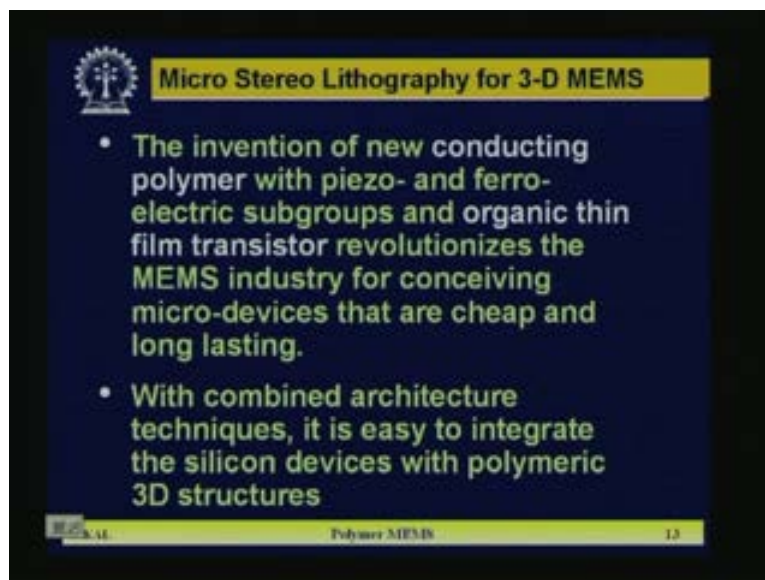 Micro Stereo Lithography for 3-D MEMS
• The invention of new conducting
polymer with piezo- and ferro-
electric subgroups and organic thin
film transistor revolutionizes the
MEMS industry for conceiving
micro-devices that are cheap and
long lasting.
• With combined architecture
techniques, it is easy to integrate
the silicon devices with polymeric
3D structures
KAL
Polymer MEMS
13